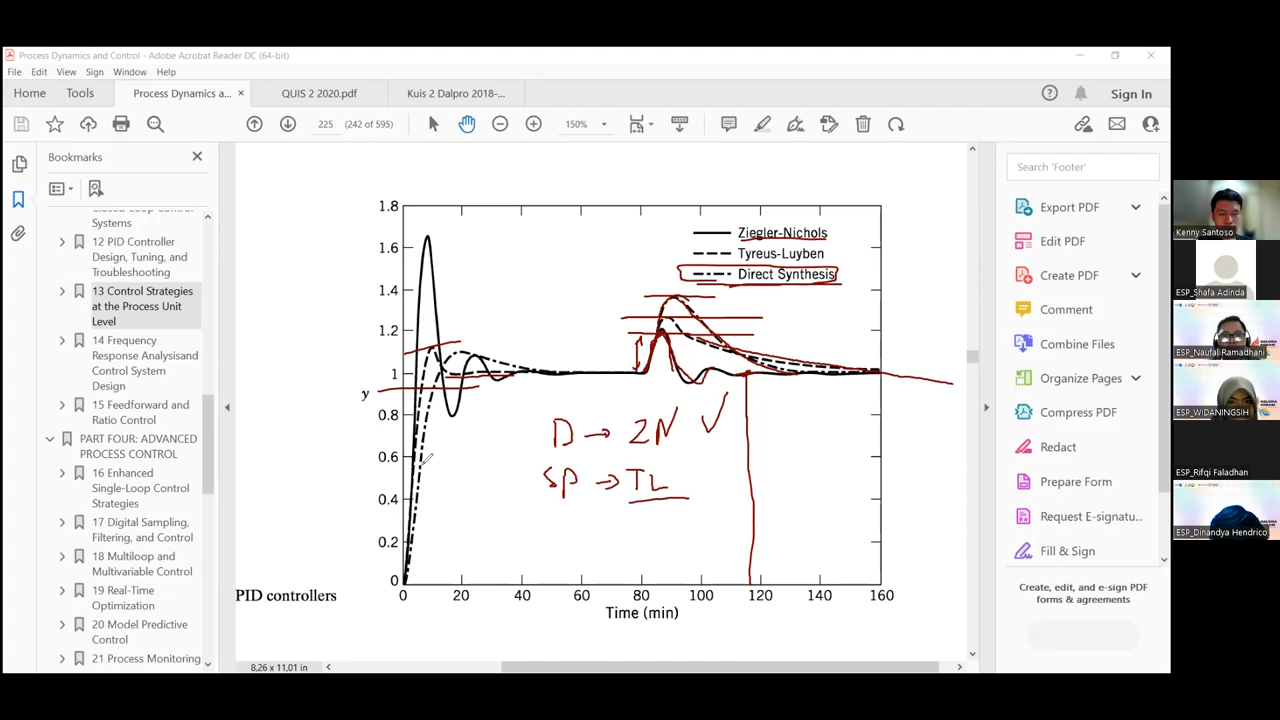 Process Dynamics and Control - Adobe Acrobat Reader DC (64-bit)
File Edit View Sign Window Help
Home Tools Process Dynamics a... × QUIS 2 2020.pdf Kuis 2 Dalpro 2018-... Sign In
225 (242 of 595) 150%
Bookmarks
Closed-Loop Control
Systems
12 PID Controller
Design, Tuning, and
Troubleshooting
13 Control Strategies
at the Process Unit
Level
14 Frequency
Response Analysisand
Control System
Design
15 Feedforward and
Ratio Control
PART FOUR: ADVANCED
PROCESS CONTROL
16 Enhanced
Single-Loop Control
Strategies
17 Digital Sampling,
Filtering, and Control
18 Multiloop and
Multivariable Control
19 Real-Time
Optimization
20 Model Predictive
Control
21 Process Monitoring
1.8
1.6
1.4
1.2
1
y
0.8
0.6
0.4
0.2
0
0 20 40 60 80 100 120 140 160
Time (min)
Ziegler-Nichols
Tyreus-Luyben
Direct Synthesis
D → ZN ✓
SP → TL
PID controllers
8,26 x 11,01 in
Search 'Footer'
Export PDF
Edit PDF
Create PDF
Comment
Combine Files
Organize Pages
Compress PDF
Redact
Prepare Form
Request E-signatu...
Fill & Sign
Create, edit, and e-sign PDF
forms & agreements
Kenny Santoso
ESP_Shafa Adinda
ESP_Naufal Ramadhani
ESP_WIDANINGSIH
ESP_Rifqi Faladhan
ESP_Dinandya Hendrico